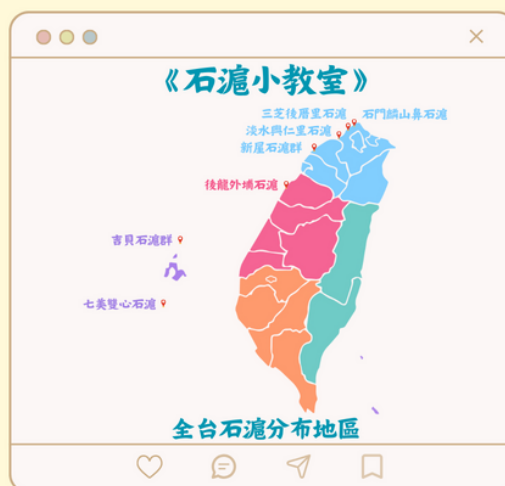 《石滬小教室》
三芝後厝里石滬
石門麟山鼻石滬
淡水興仁里石滬
新屋石滬群
後龍外埔石滬
吉貝石滬群
七美雙心石滬
全台石滬分布地區